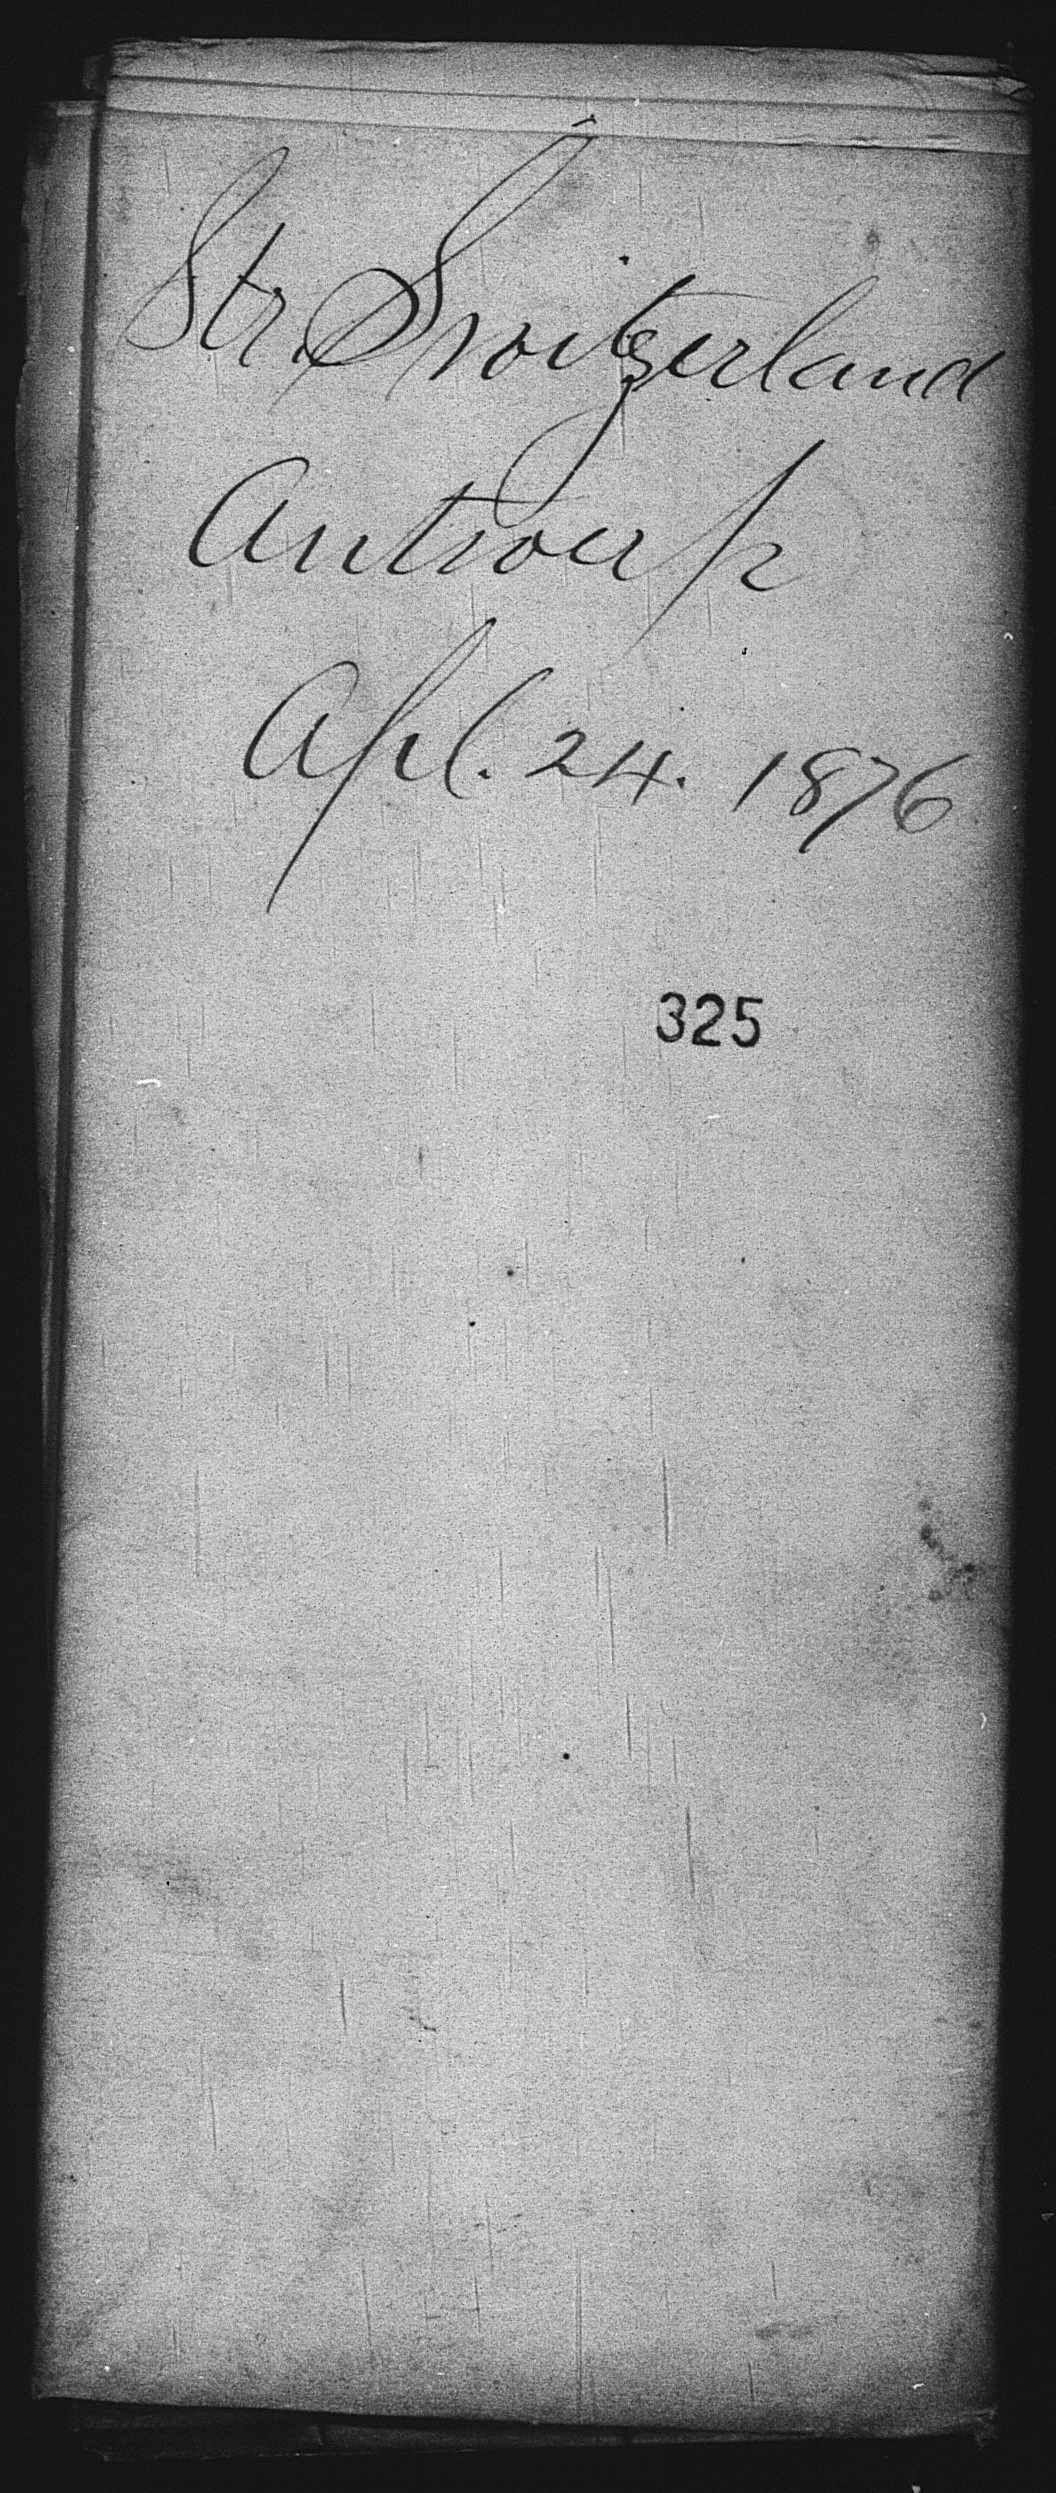 Str. Switzerland
Antwerp
Apl. 24. 1876
325